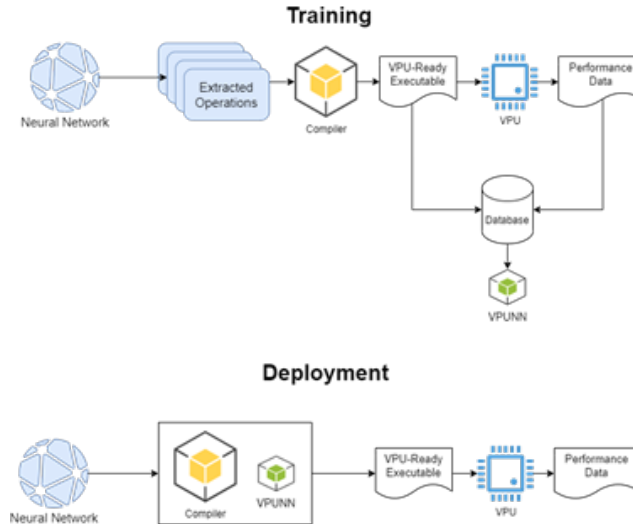 Training
Neural Network
Extracted
Operations
Compiler
VPU-Ready
Executable
VPU
Performance
Data
Database
VPUNN
Deployment
Neural Network
Compiler
VPUNN
VPU-Ready
Executable
VPU
Performance
Data